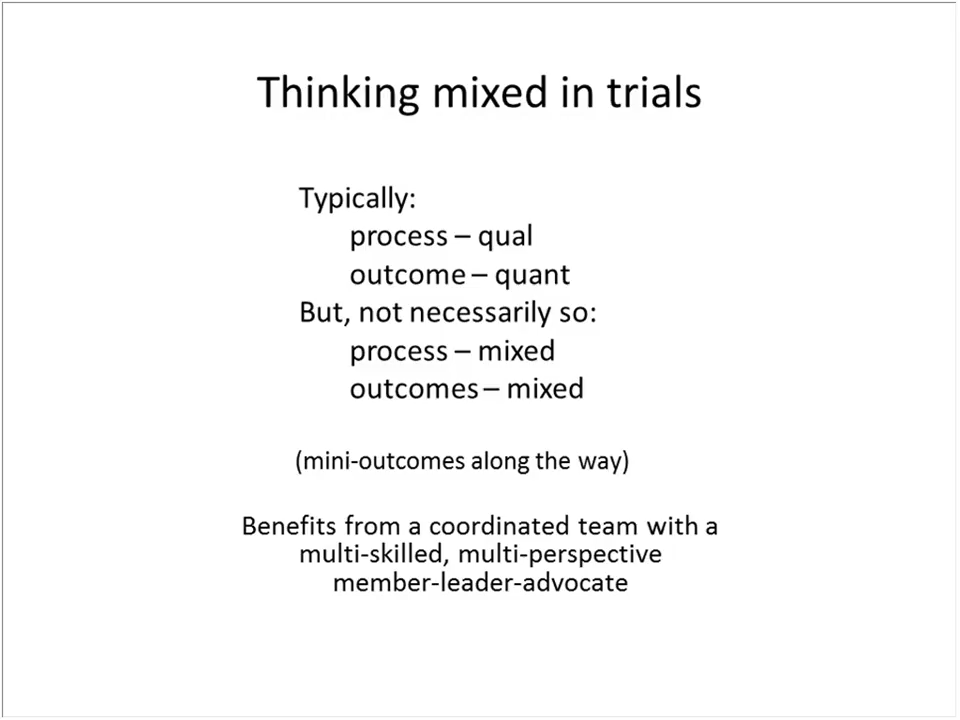 Thinking mixed in trials
Typically:
process – qual
outcome – quant
But, not necessarily so:
process – mixed
outcomes – mixed
(mini-outcomes along the way)
Benefits from a coordinated team with a
multi-skilled, multi-perspective
member-leader-advocate